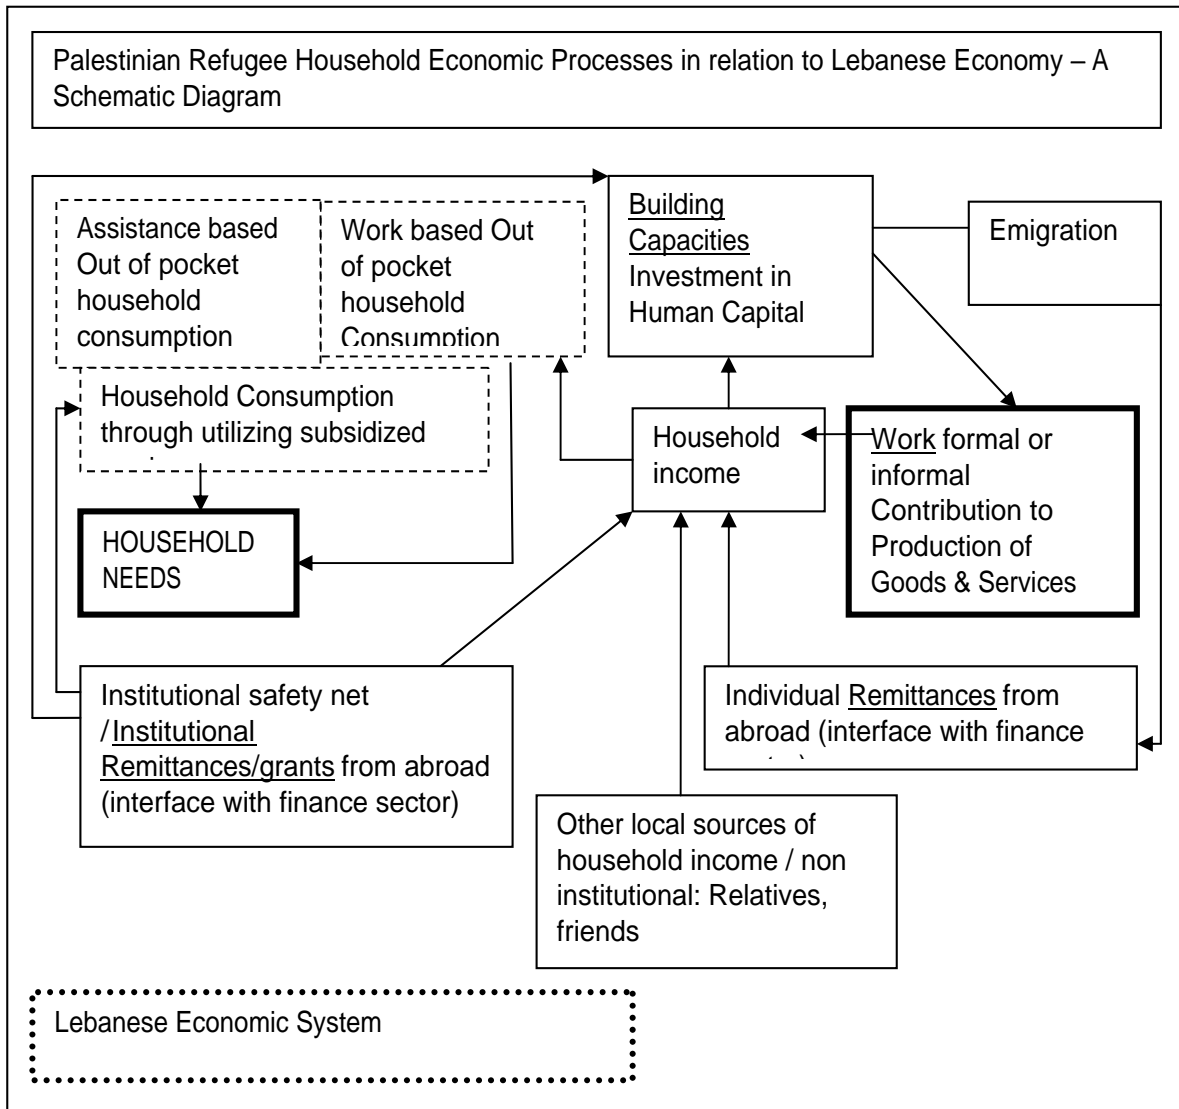 Palestinian Refugee Household Economic Processes in relation to Lebanese Economy – A
Schematic Diagram
Assistance based
Out of pocket
household
consumption
Work based Out
of pocket
household
Consumption
Building
Capacities
Investment in
Human Capital
Emigration
Household Consumption
through utilizing subsidized
Household
income
Work formal or
informal
Contribution to
Production of
Goods & Services
HOUSEHOLD
NEEDS
Institutional safety net
/Institutional
Remittances/grants from abroad
(interface with finance sector)
Individual Remittances from
abroad (interface with finance
Other local sources of
household income / non
institutional: Relatives,
friends
Lebanese Economic System